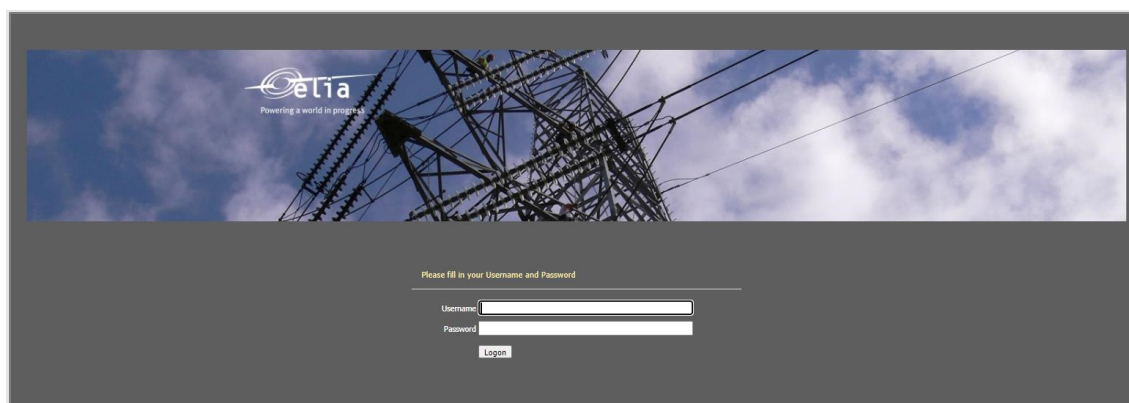 elia
Powering a world in progress
Please fill in your Username and Password
Username
Password
Logon